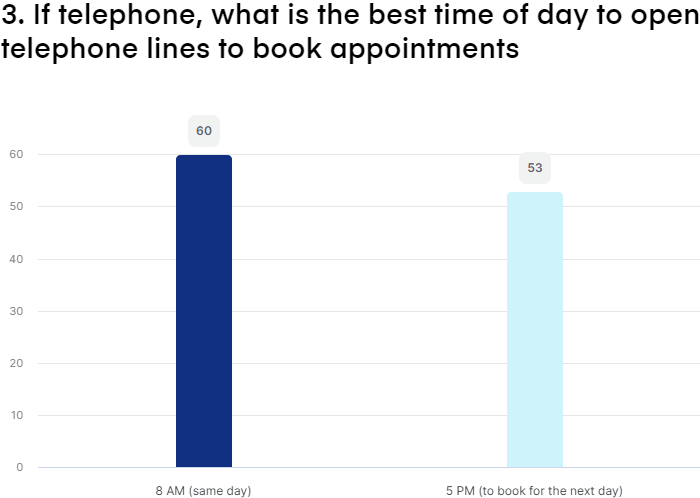 3. If telephone, what is the best time of day to open
telephone lines to book appointments
60
53
60
50
40
30
20
10
0
8 AM (same day)
5 PM (to book for the next day)